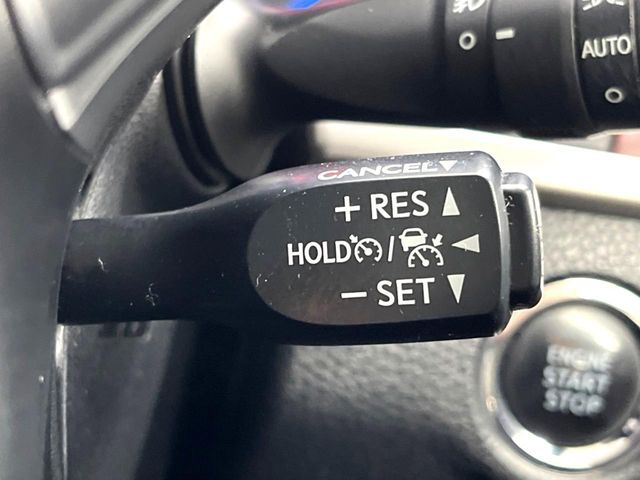 AUTO
CANCEL
+ RES
HOLD /
− SET
ENGINE
START
STOP